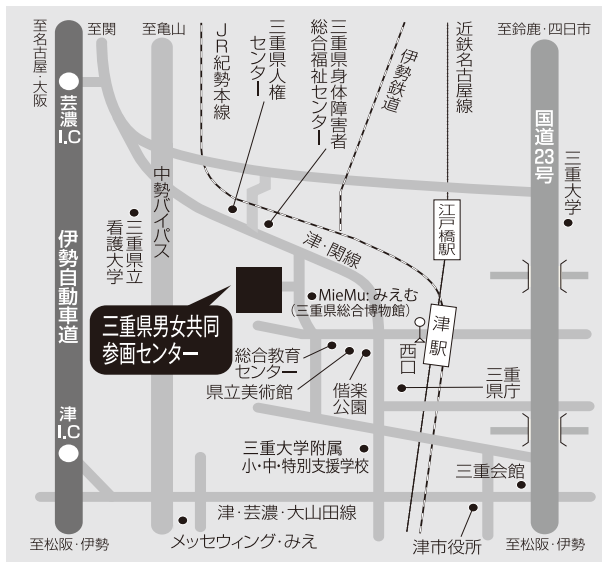 至名古屋・大阪
至関
至亀山
JR紀勢本線
三重県人権
センター
三重県身体障害者
総合福祉センター
伊勢鉄道
近鉄名古屋線
至鈴鹿・四日市
芸濃
I.C
国道23号
三重大学
中勢バイパス
三重県立
看護大学
江戸橋駅
津・関線
伊勢自動車道
MieMu:みえむ
(三重県総合博物館)
三重県男女共同
参画センター
津駅
西口
総合教育
センター
県立美術館
偕楽
公園
三重
県庁
津
I.C
三重大学附属
小・中・特別支援学校
三重会館
津・芸濃・大山田線
メッセウィング・みえ
津市役所
至松阪・伊勢
至松阪・伊勢